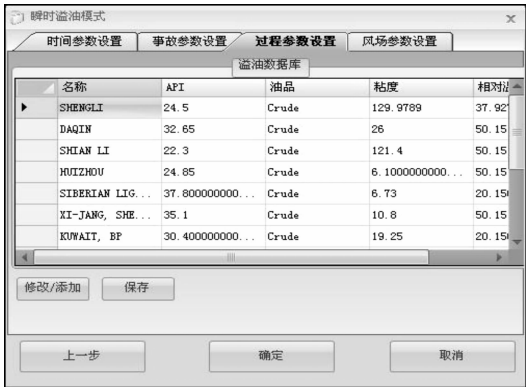 瞬时溢油模式
时间参数设置 事故参数设置 过程参数设置 风场参数设置
溢油数据库
名称 API 油品 粘度
SHENGLI 24.5 Crude 129.9789 37.92
DAQIN 32.65 Crude 26 50.15
SHIAN LI 22.3 Crude 121.4 50.15
HUIZHOU 24.85 Crude 6.1000000000... 50.15
SIBERIAN LIG... 37.800000000... Crude 6.73 20.15
XI-JANG, SHE... 35.1 Crude 10.8 50.15
KUWAIT, BP 30.400000000... Crude 19.25 20.15
修改/添加 保存
上一步 确定 取消